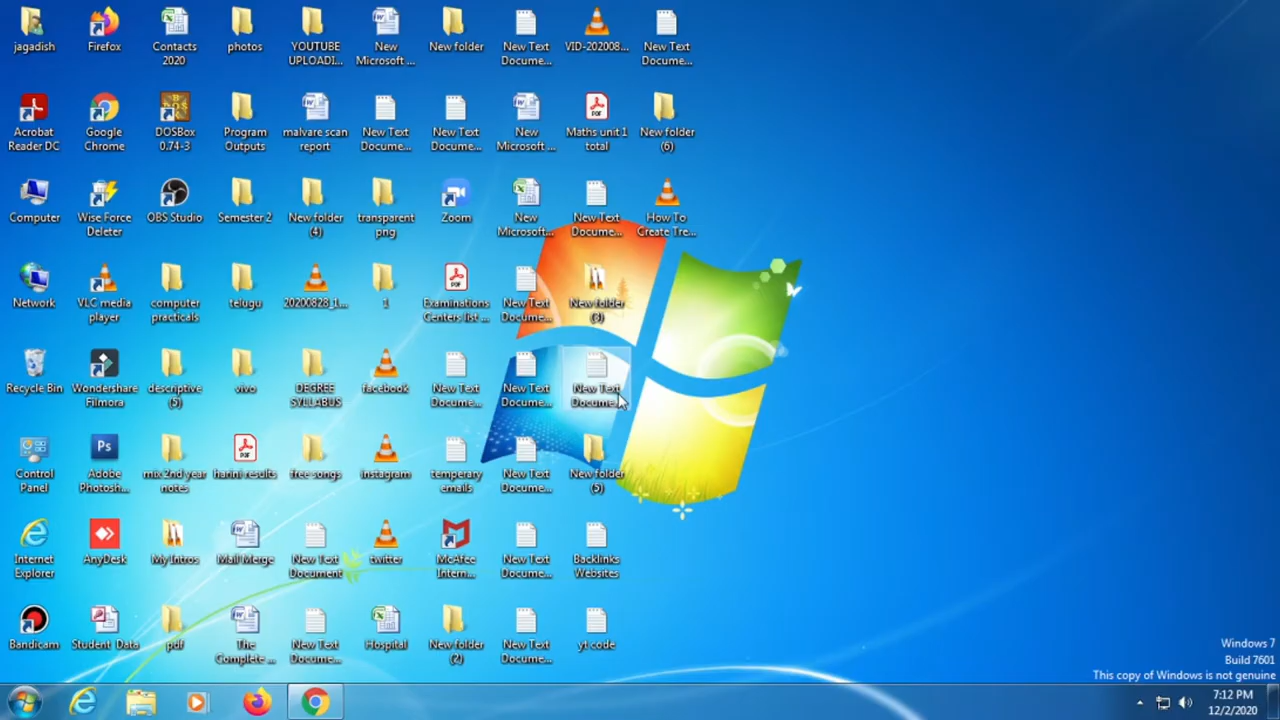 jagadish
Firefox
Contacts
2020
photos
YOUTUBE
UPLOADI...
New
Microsoft ...
New folder
New Text
Docume...
VID-202008...
New Text
Docume...
Acrobat
Reader DC
Google
Chrome
DOSBox
0.74-3
Program
Outputs
malvare scan
report
New Text
Docume...
New Text
Docume...
New
Microsoft ...
Maths unit 1
total
New folder
(6)
Computer
Wise Force
Deleter
OBS Studio
Semester 2
New folder
(4)
transparent
png
Zoom
New
Microsoft...
New Text
Docume...
How To
Create Tre...
Network
VLC media
player
computer
practicals
telugu
20200828_1...
1
Examinations
Centers list ...
New Text
Docume...
New folder
(3)
Recycle Bin
Wondershare
Filmora
descriptive
(5)
vivo
DEGREE
SYLLABUS
facebook
New Text
Docume...
New Text
Docume...
New Text
Docume...
Control
Panel
Adobe
Photosh...
mix 2nd year
notes
harini results
free songs
instagram
temperary
emails
New Text
Docume...
New folder
(5)
Internet
Explorer
AnyDesk
My Intros
Mail Merge
New Text
Document
twitter
McAfee
Intern...
New Text
Docume...
Backlinks
Websites
Bandicam
Student Data
pdf
The
Complete ...
New Text
Docume...
Hospital
New folder
(2)
New Text
Docume...
yt code
Windows 7
Build 7601
This copy of Windows is not genuine
7:12 PM
12/2/2020